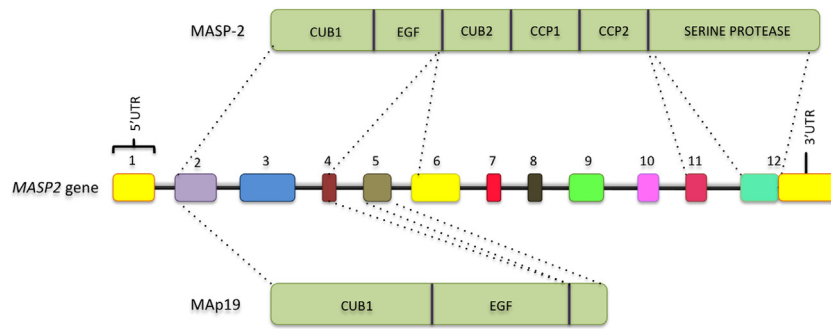 MASP-2
CUB1 EGF CUB2 CCP1 CCP2 SERINE PROTEASE
5'UTR
3'UTR
1 2 3 4 5 6 7 8 9 10 11 12
MASP2 gene
MAp19
CUB1 EGF